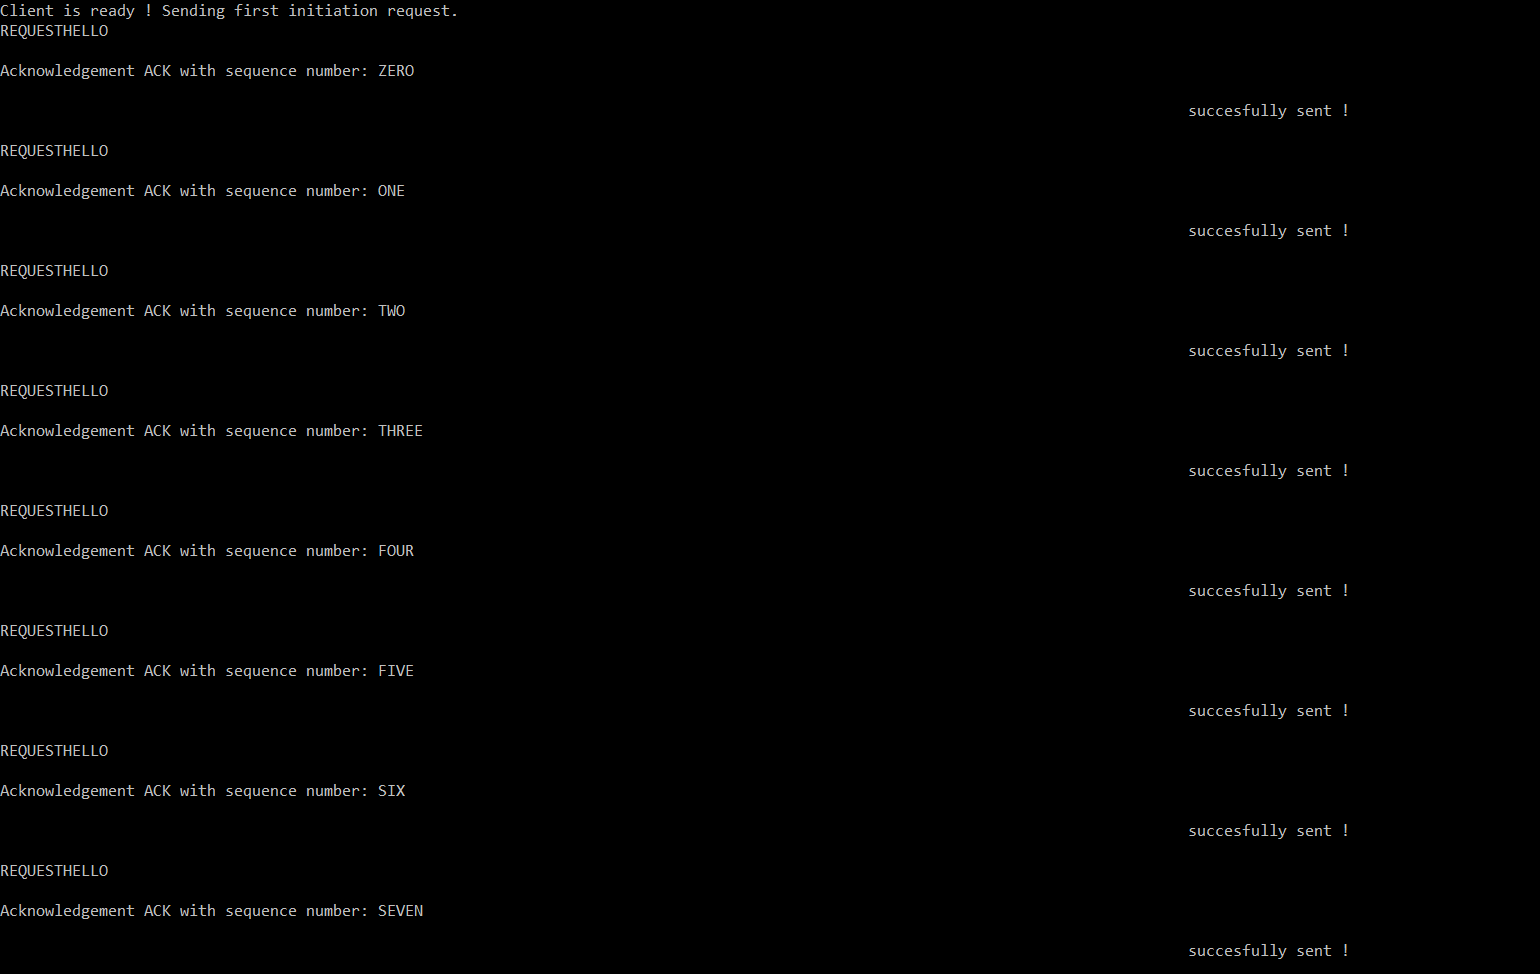 Client is ready ! Sending first initiation request.
REQUESTHELLO
Acknowledgement ACK with sequence number: ZERO
succesfully sent !
REQUESTHELLO
Acknowledgement ACK with sequence number: ONE
succesfully sent !
REQUESTHELLO
Acknowledgement ACK with sequence number: TWO
succesfully sent !
REQUESTHELLO
Acknowledgement ACK with sequence number: THREE
succesfully sent !
REQUESTHELLO
Acknowledgement ACK with sequence number: FOUR
succesfully sent !
REQUESTHELLO
Acknowledgement ACK with sequence number: FIVE
succesfully sent !
REQUESTHELLO
Acknowledgement ACK with sequence number: SIX
succesfully sent !
REQUESTHELLO
Acknowledgement ACK with sequence number: SEVEN
succesfully sent !